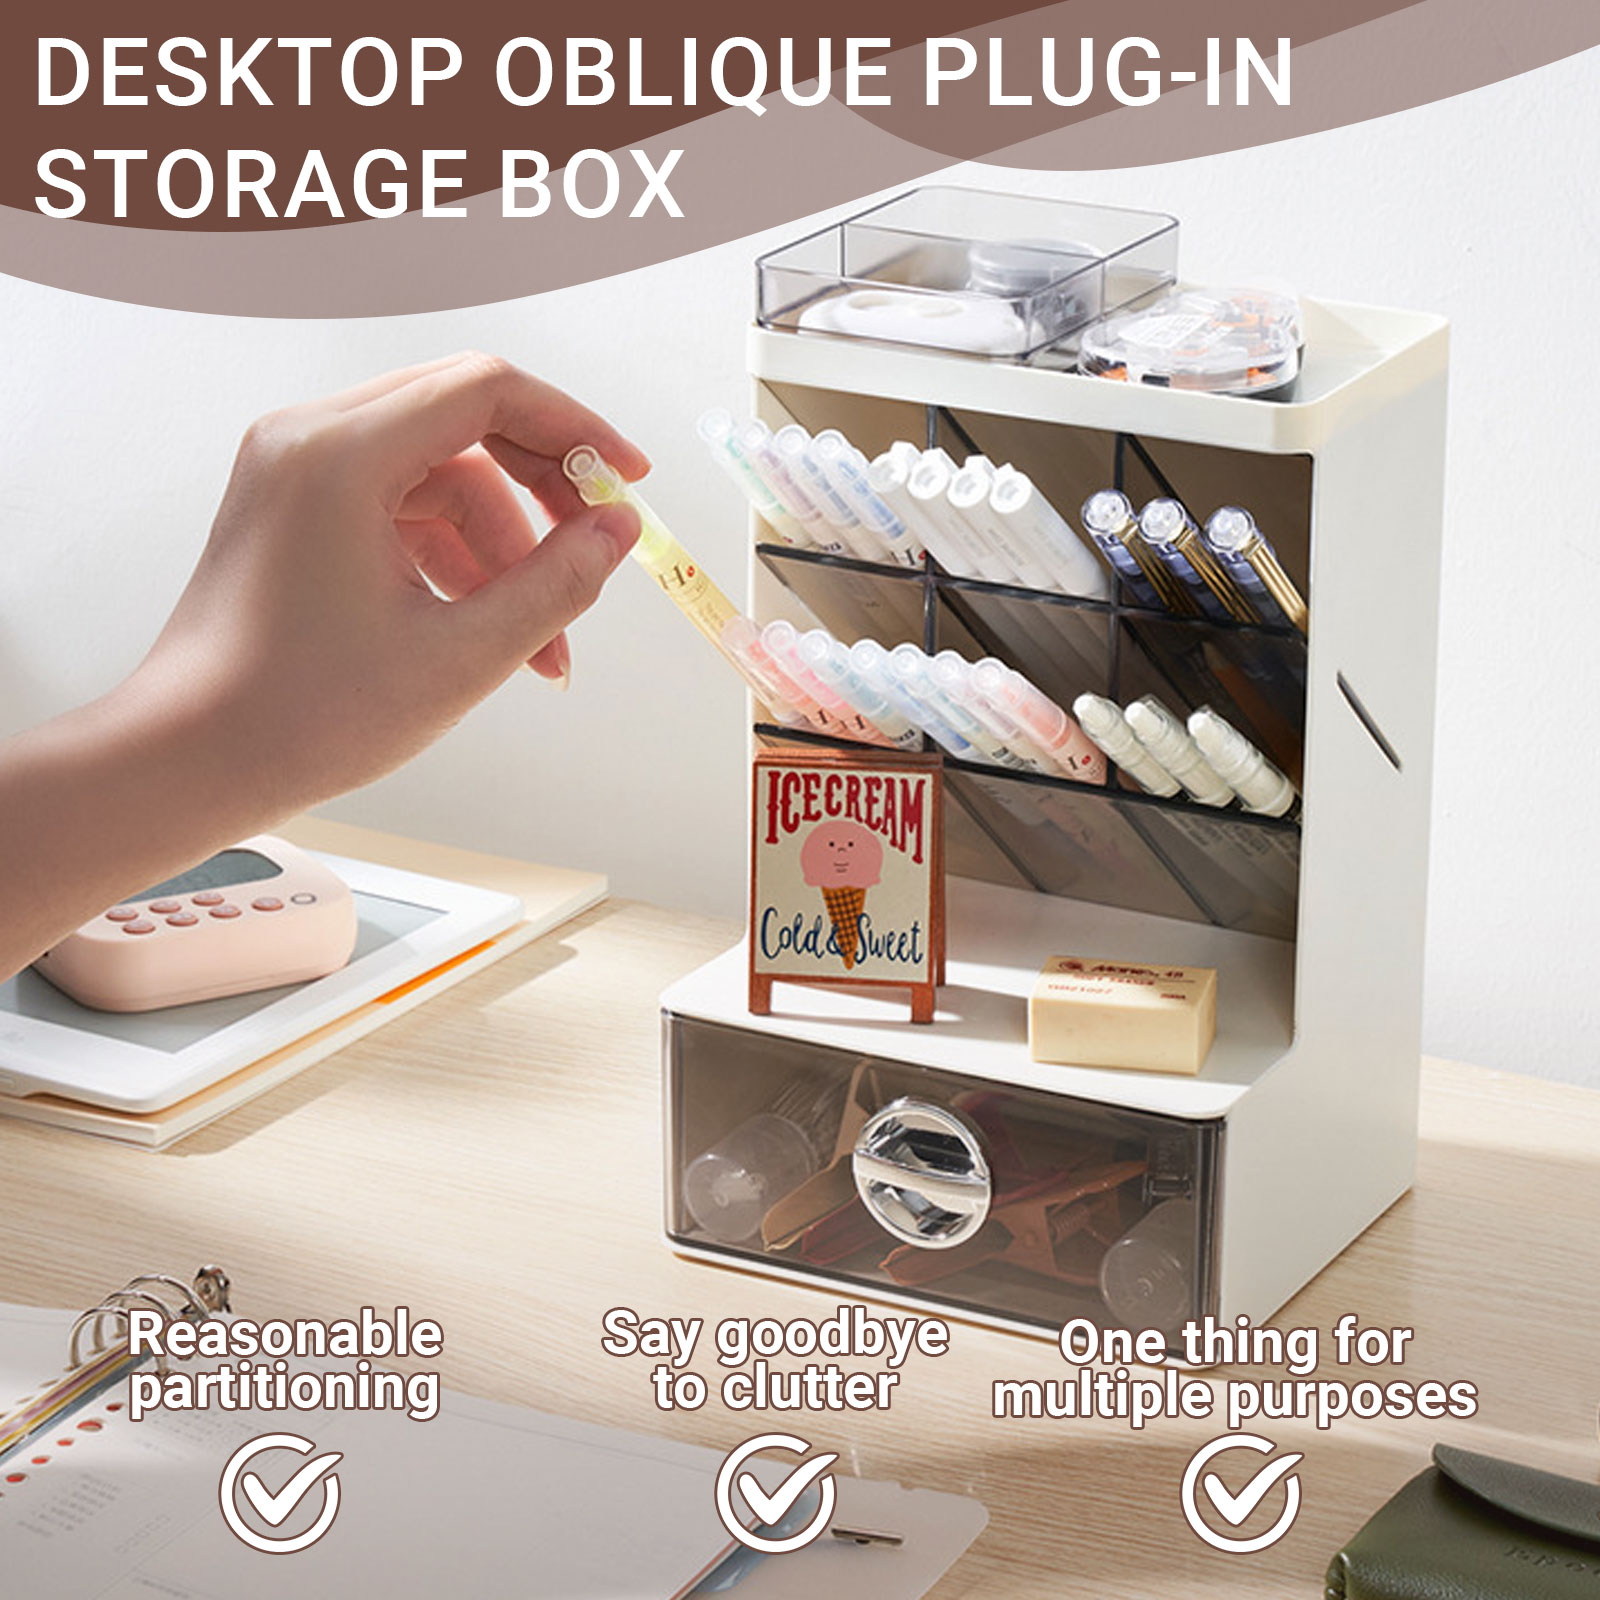 DESKTOP OBLIQUE PLUG-IN
STORAGE BOX
ICECREAM
Cold & Sweet
Reasonable
partitioning
Say goodbye
to clutter
One thing for
multiple purposes